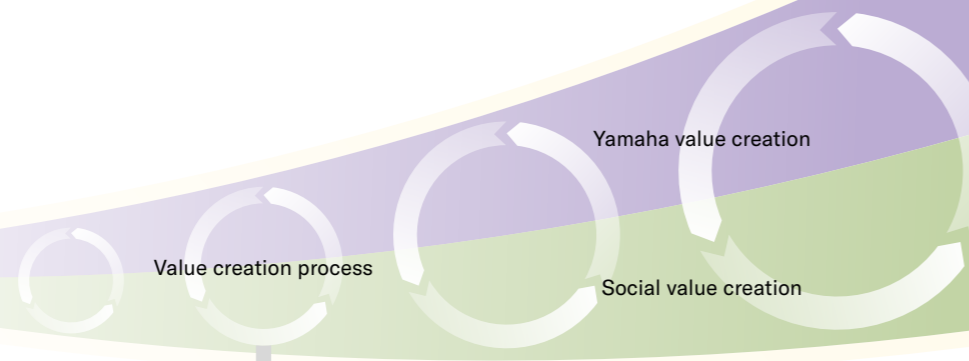 Yamaha value creation
Value creation process
Social value creation